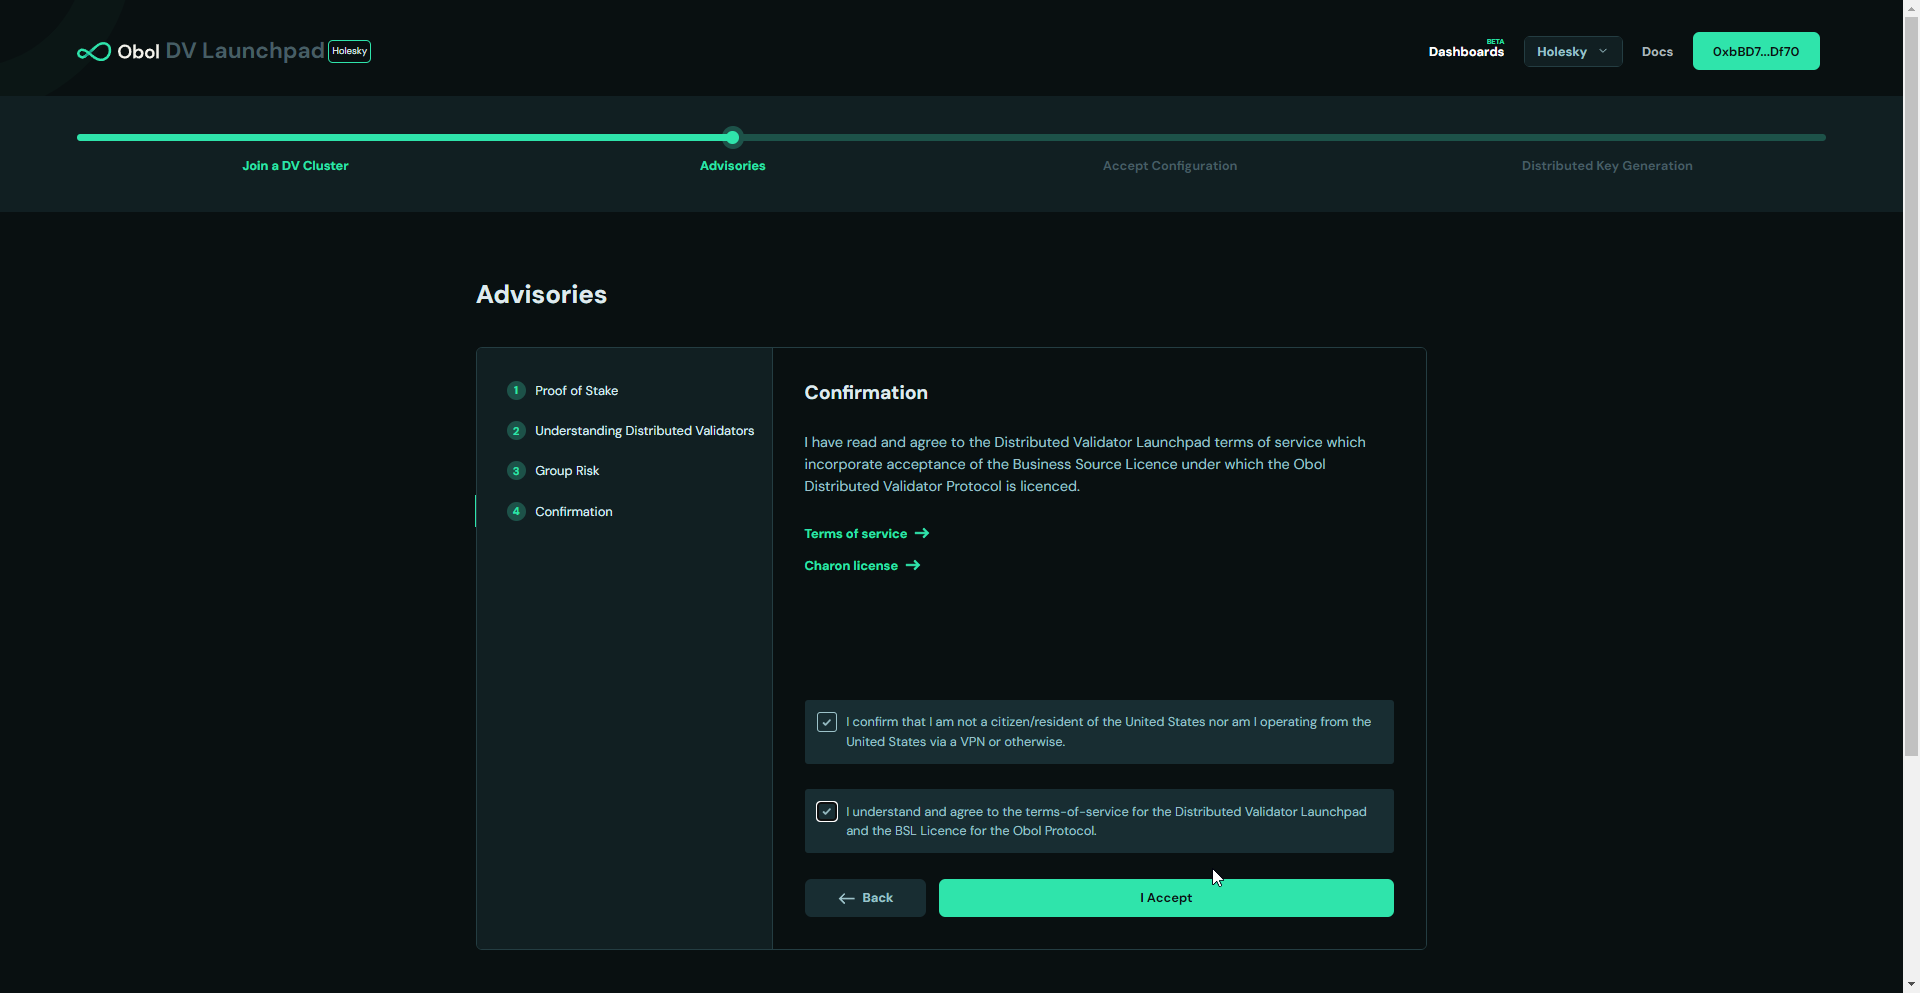 Obol DV Launchpad Holesky
BETA
Dashboards Holesky Docs 0xbBD7...Df70
Join a DV Cluster Advisories Accept Configuration Distributed Key Generation
Advisories
1 Proof of Stake
2 Understanding Distributed Validators
3 Group Risk
4 Confirmation
Confirmation
I have read and agree to the Distributed Validator Launchpad terms of service which
incorporate acceptance of the Business Source Licence under which the Obol
Distributed Validator Protocol is licenced.
Terms of service →
Charon license →
I confirm that I am not a citizen/resident of the United States nor am I operating from the
United States via a VPN or otherwise.
I understand and agree to the terms-of-service for the Distributed Validator Launchpad
and the BSL Licence for the Obol Protocol.
← Back I Accept